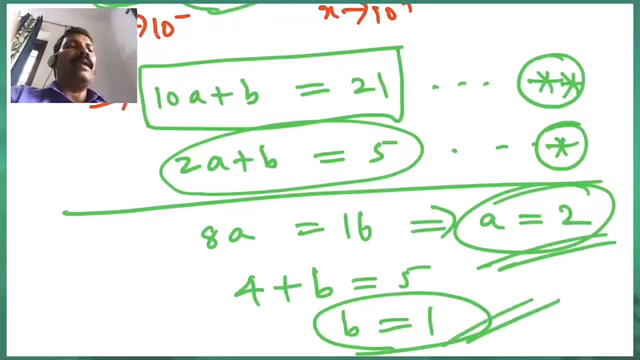 ⇒10⁻ x→10⁺
10a+b = 21 ... **
2a+b = 5 ... *
8a = 16 ⇒ a = 2
4+b = 5
b = 1